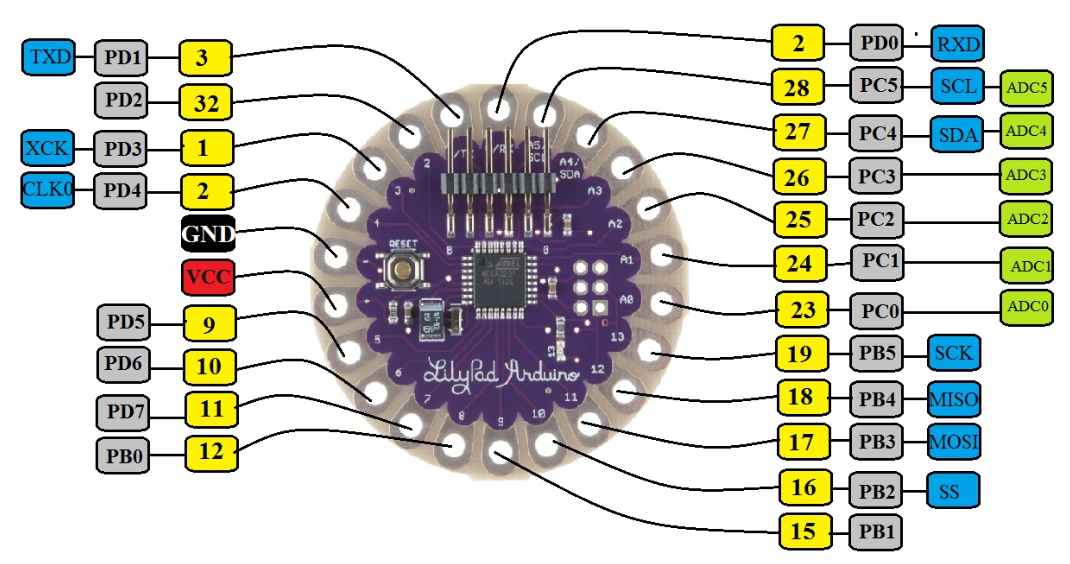 TXD PD1 3
PD2 32
XCK PD3 1
CLK0 PD4 2
GND
VCC
PD5 9
PD6 10
PD7 11
PB0 12
2 PD0 RXD
28 PC5 SCL ADC5
27 PC4 SDA ADC4
26 PC3 ADC3
25 PC2 ADC2
24 PC1 ADC1
23 PC0 ADC0
19 PB5 SCK
18 PB4 MISO
17 PB3 MOSI
16 PB2 SS
15 PB1
2
3
4
-
+
5
6
7
8
9
10
11
12
13
A0
A1
A2
A3
A4/
SDA
A5/
SCL
RESET
B
G
13
LilyPad Arduino